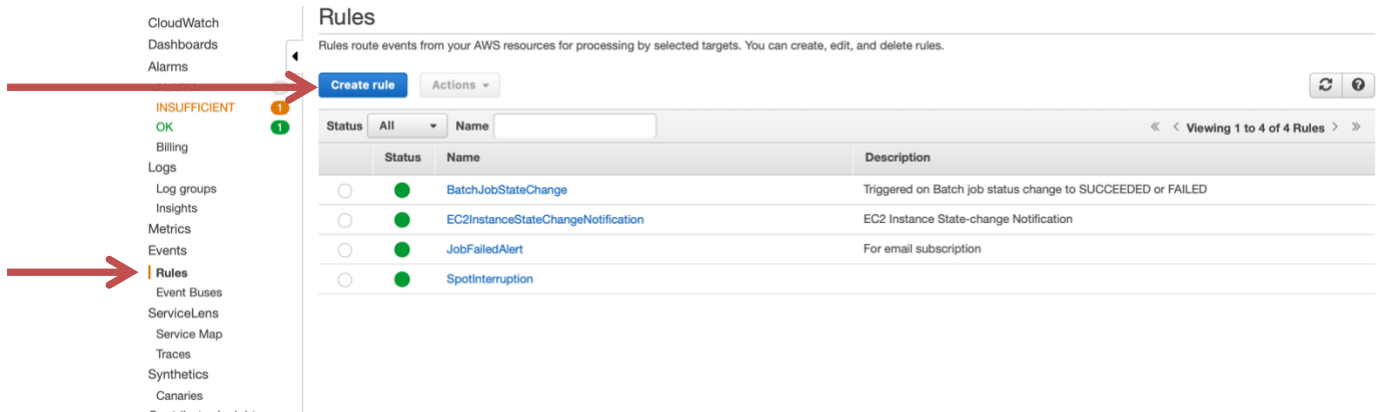 CloudWatch
Dashboards
Alarms
INSUFFICIENT 1
OK 1
Billing
Logs
Log groups
Insights
Metrics
Events
Rules
Event Buses
ServiceLens
Service Map
Traces
Synthetics
Canaries
Rules
Rules route events from your AWS resources for processing by selected targets. You can create, edit, and delete rules.
Create rule Actions
Status All Name Viewing 1 to 4 of 4 Rules
Status Name Description
BatchJobStateChange Triggered on Batch job status change to SUCCEEDED or FAILED
EC2InstanceStateChangeNotification EC2 Instance State-change Notification
JobFailedAlert For email subscription
SpotInterruption